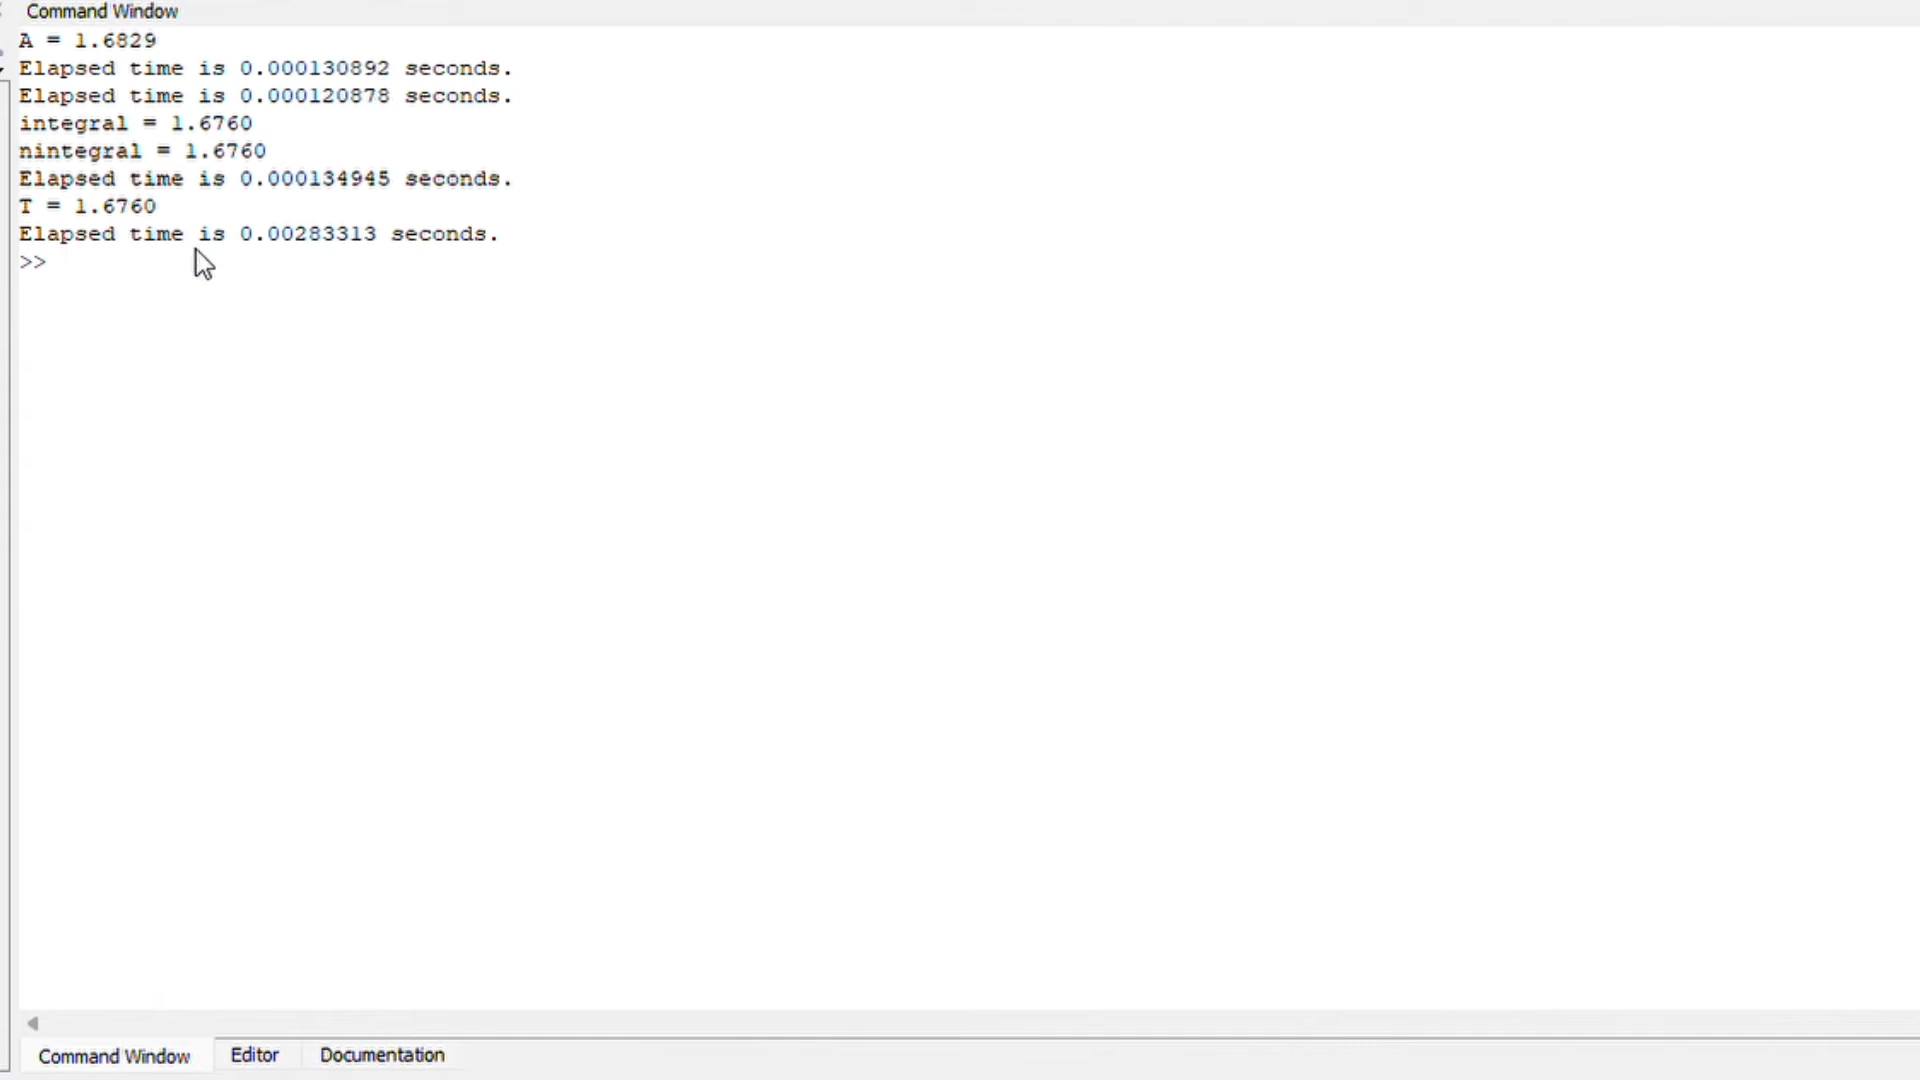 Command Window
A = 1.6829
Elapsed time is 0.000130892 seconds.
Elapsed time is 0.000120878 seconds.
integral = 1.6760
nintegral = 1.6760
Elapsed time is 0.000134945 seconds.
T = 1.6760
Elapsed time is 0.00283313 seconds.
>>
Command Window Editor Documentation